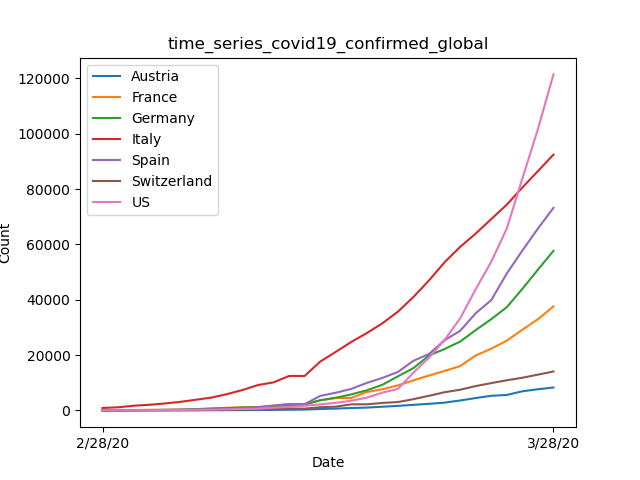 time_series_covid19_confirmed_global
120000
100000
80000
60000
40000
20000
0
Count
Austria
France
Germany
Italy
Spain
Switzerland
US
2/28/20
3/28/20
Date